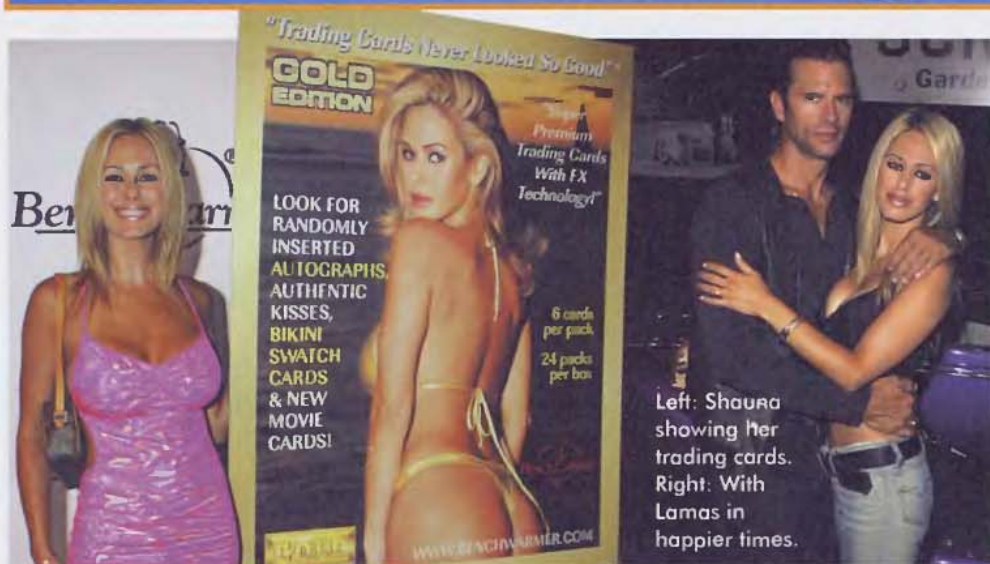 "Trading Cards Never Looked So Good"
GOLD
EDITION
Premium
Trading Cards
With FX
Technology!"
LOOK FOR
RANDOMLY
INSERTED
AUTOGRAPHS,
AUTHENTIC
KISSES,
BIKINI
SWATCH
CARDS
& NEW
MOVIE
CARDS!
6 cards
per pack
24 packs
per box
WWW.BENCHWARMER.COM
Left: Shauna
showing her
trading cards.
Right: With
Lamas in
happier times.